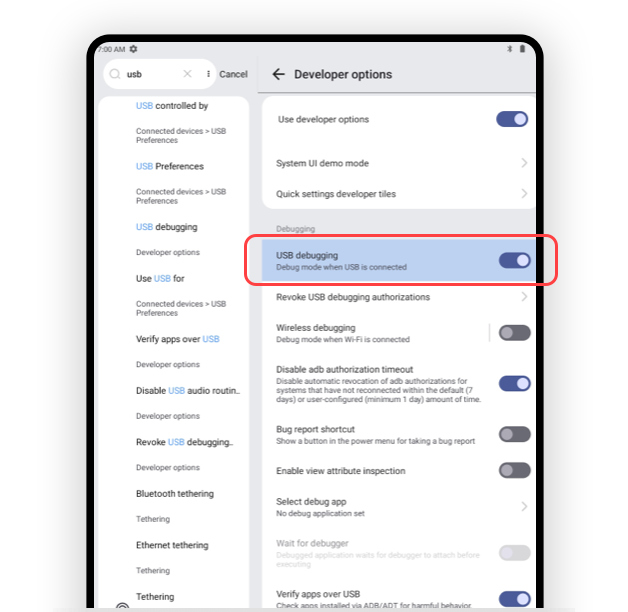 7:00 AM
usb
Cancel
USB controlled by
Connected devices > USB
Preferences
USB Preferences
Connected devices > USB
Preferences
USB debugging
Developer options
Use USB for
Connected devices > USB
Preferences
Verify apps over USB
Developer options
Disable USB audio routin..
Developer options
Revoke USB debugging..
Developer options
Bluetooth tethering
Tethering
Ethernet tethering
Tethering
Tethering
Developer options
Use developer options
System UI demo mode
Quick settings developer tiles
Debugging
USB debugging
Debug mode when USB is connected
Revoke USB debugging authorizations
Wireless debugging
Debug mode when Wi-Fi is connected
Disable adb authorization timeout
Disable automatic revocation of adb authorizations for
systems that have not reconnected within the default (7
days) or user-configured (minimum 1 day) amount of time.
Bug report shortcut
Show a button in the power menu for taking a bug report
Enable view attribute inspection
Select debug app
No debug application set
Wait for debugger
Debugged application waits for debugger to attach before
executing
Verify apps over USB
Check apps installed via ADB/ADT for harmful behavior.